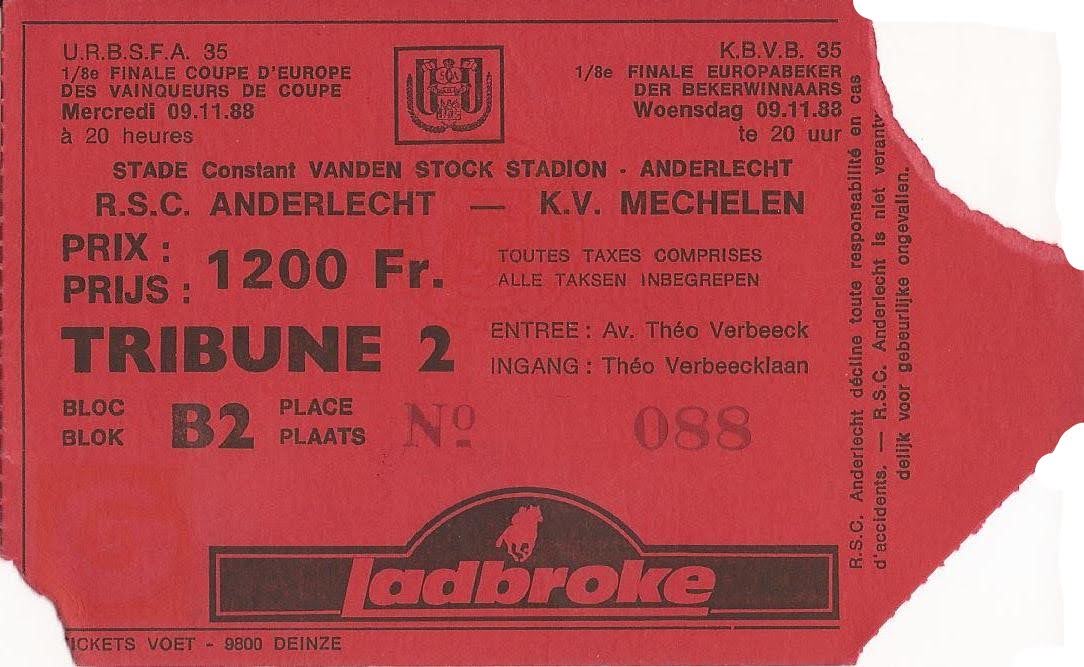 U.R.B.S.F.A. 35
1/8e FINALE COUPE D'EUROPE
DES VAINQUEURS DE COUPE
Mercredi 09.11.88
à 20 heures
K.B.V.B. 35
1/8e FINALE EUROPABEKER
DER BEKERWINNAARS
Woensdag 09.11.88
te 20 uur
STADE Constant VANDEN STOCK STADION - ANDERLECHT
R.S.C. ANDERLECHT — K.V. MECHELEN
PRIX :
PRIJS : 1200 Fr.
TOUTES TAXES COMPRISES
ALLE TAKSEN INBEGREPEN
TRIBUNE 2
ENTREE : Av. Théo Verbeeck
INGANG : Théo Verbeecklaan
BLOC
BLOK
B2
PLACE
PLAATS
Nº 088
Ladbroke
ICKETS VOET - 9800 DEINZE
R.S.C. Anderlecht décline toute responsabilité en cas
d'accidents. — R.S.C. Anderlecht is niet verantw
delijk voor gebeurlijke ongevallen.